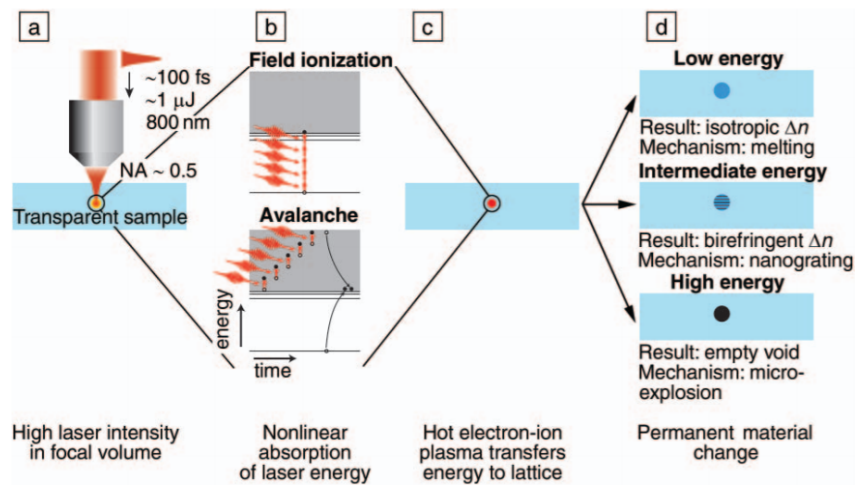 a
~100 fs
~1 μJ
800 nm
NA ~ 0.5
Transparent sample
High laser intensity
in focal volume
b
Field ionization
Avalanche
energy
time
Nonlinear
absorption
of laser energy
c
Hot electron-ion
plasma transfers
energy to lattice
d
Low energy
Result: isotropic Δn
Mechanism: melting
Intermediate energy
Result: birefringent Δn
Mechanism: nanograting
High energy
Result: empty void
Mechanism: micro-
explosion
Permanent material
change